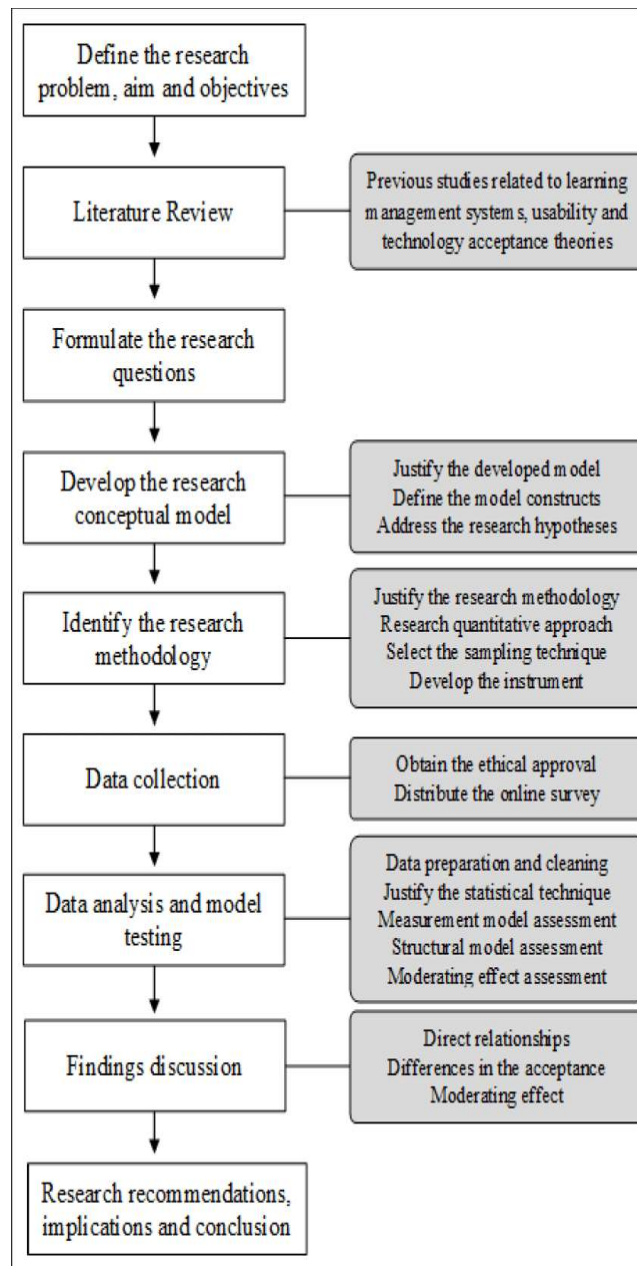 Define the research
problem, aim and objectives
Literature Review
Previous studies related to learning
management systems, usability and
technology acceptance theories
Formulate the research
questions
Develop the research
conceptual model
Justify the developed model
Define the model constructs
Address the research hypotheses
Identify the research
methodology
Justify the research methodology
Research quantitative approach
Select the sampling technique
Develop the instrument
Data collection
Obtain the ethical approval
Distribute the online survey
Data analysis and model
testing
Data preparation and cleaning
Justify the statistical technique
Measurement model assessment
Structural model assessment
Moderating effect assessment
Findings discussion
Direct relationships
Differences in the acceptance
Moderating effect
Research recommendations,
implications and conclusion